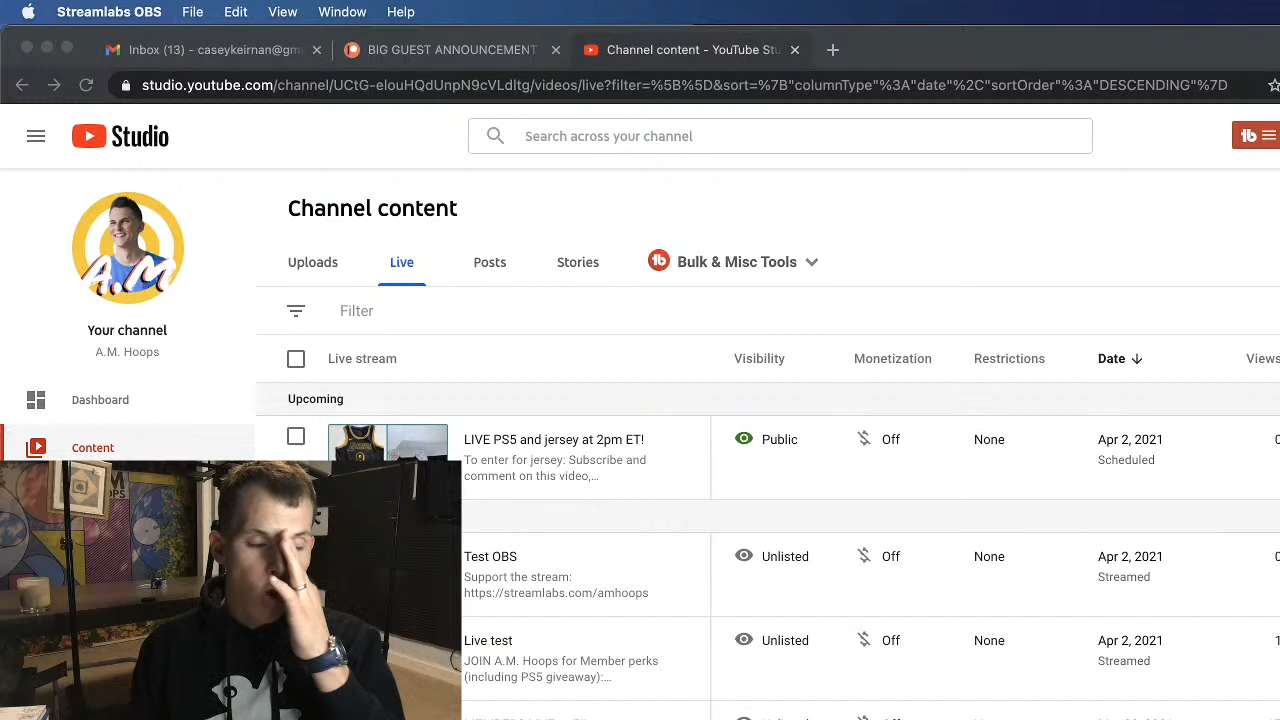 Streamlabs OBS File Edit View Window Help
Inbox (13) - caseykeirnan@gm
BIG GUEST ANNOUNCEMENT
Channel content - YouTube Stu
studio.youtube.com/channel/UCtG-elouHQdUnpN9cVLdltg/videos/live?filter=%5B%5D&sort=%7B"columnType"%3A"date"%2C"sortOrder"%3A"DESCENDING"%7D
Studio
Search across your channel
tb
A.M
Your channel
A.M. Hoops
Dashboard
Content
Channel content
Uploads Live Posts Stories tb Bulk & Misc Tools
Filter
Live stream Visibility Monetization Restrictions Date Views
Upcoming
LIVE PS5 and jersey at 2pm ET! Public Off None Apr 2, 2021
To enter for jersey: Subscribe and Scheduled
comment on this video,...
Test OBS Unlisted Off None Apr 2, 2021
Support the stream: Streamed
https://streamlabs.com/amhoops
Live test Unlisted Off None Apr 2, 2021
JOIN A.M. Hoops for Member perks Streamed
(including PS5 giveaway):...